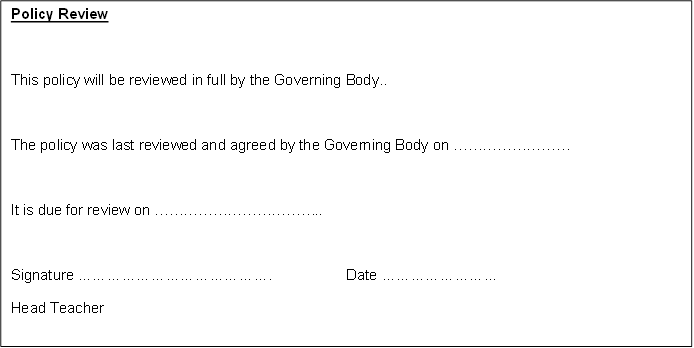 Policy Review
This policy will be reviewed in full by the Governing Body..
The policy was last reviewed and agreed by the Governing Body on ……………………
It is due for review on ……………………………..
Signature …………………………………. Date ……………………
Head Teacher